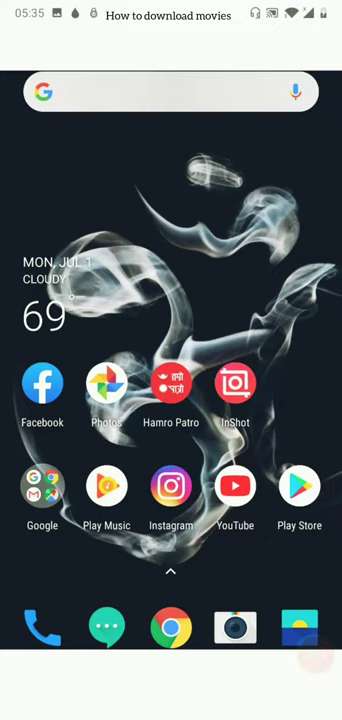 05:35
How to download movies
MON, JUL 1
CLOUDY
69°
Facebook
Photos
Hamro Patro
InShot
Google
Play Music
Instagram
YouTube
Play Store